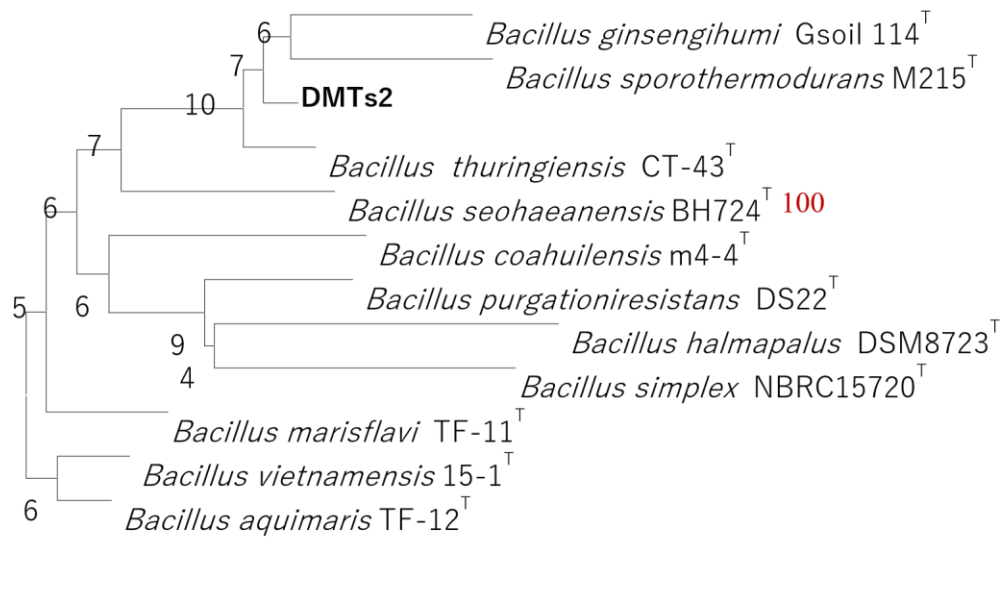 6
Bacillus ginsengihumi Gsoil 114T
7
Bacillus sporothermodurans M215T
10
DMTs2
7
Bacillus thuringiensis CT-43T
6
Bacillus seohaeanensis BH724T 100
Bacillus coahuilensis m4-4T
5
6
Bacillus purgationiresistans DS22T
9
Bacillus halmapalus DSM8723T
4
Bacillus simplex NBRC15720T
Bacillus marisflavi TF-11T
Bacillus vietnamensis 15-1T
6
Bacillus aquimaris TF-12T